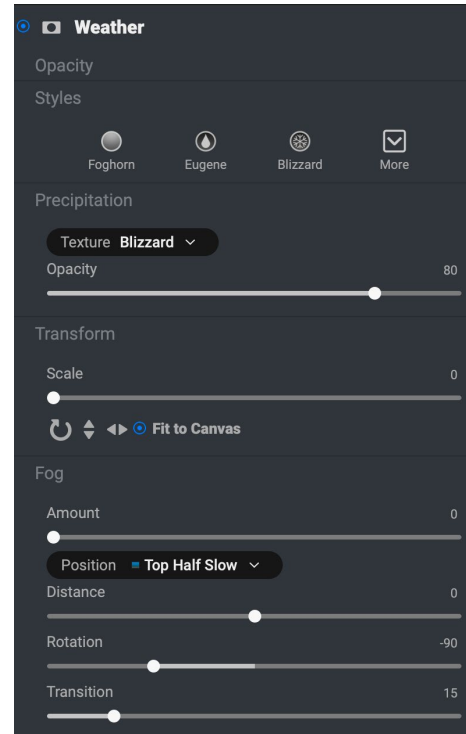 Weather
Opacity
Styles
Foghorn Eugene Blizzard More
Precipitation
Texture Blizzard
Opacity 80
Transform
Scale 0
Fit to Canvas
Fog
Amount 0
Position Top Half Slow
Distance 0
Rotation -90
Transition 15